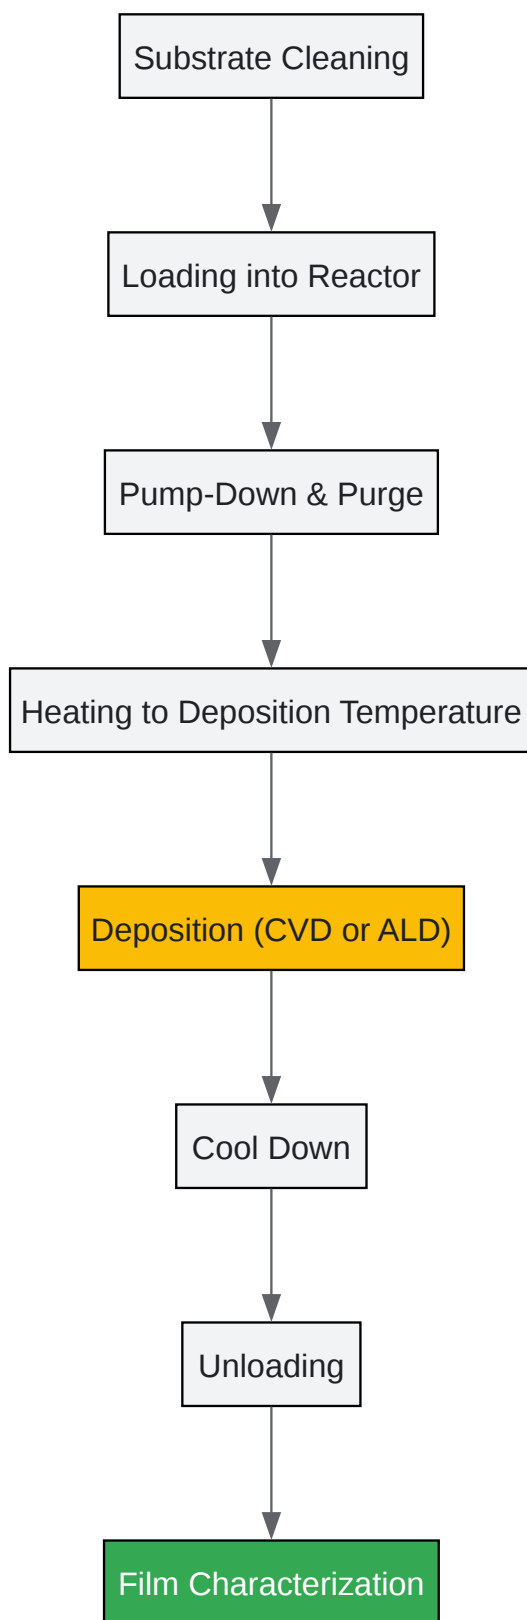 Substrate Cleaning
Loading into Reactor
Pump-Down & Purge
Heating to Deposition Temperature
Deposition (CVD or ALD)
Cool Down
Unloading
Film Characterization